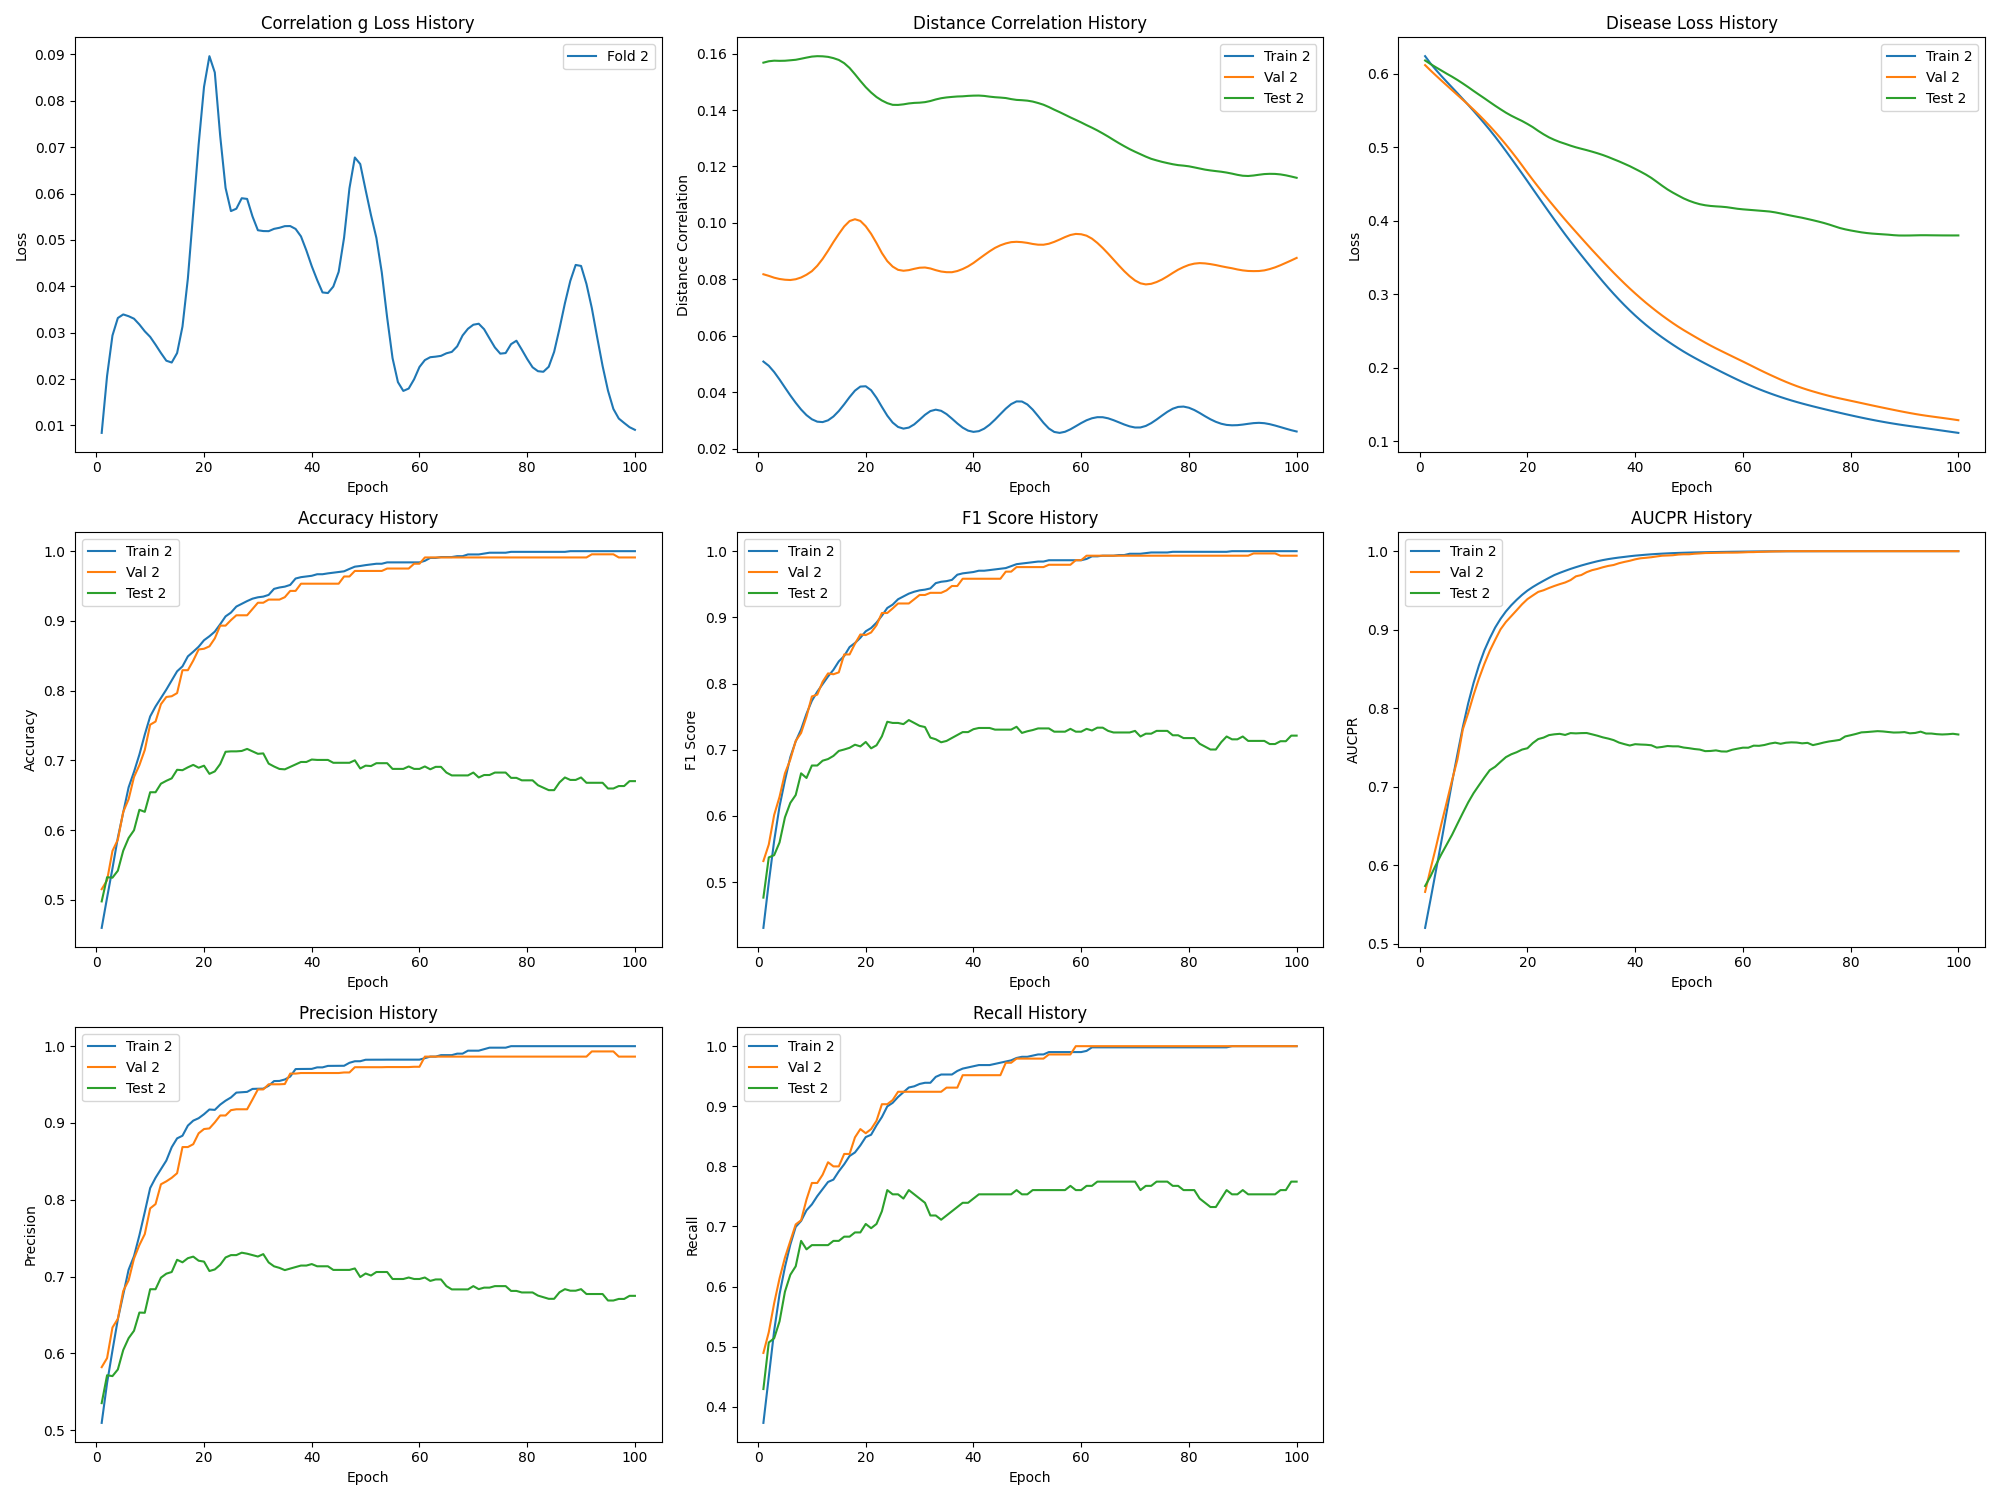 Correlation g Loss History
0.09
0.08
0.07
0.06
0.05
0.04
0.03
0.02
0.01
Loss
Fold 2
0 20 40 60 80 100
Epoch
Distance Correlation History
0.16
0.14
0.12
0.10
0.08
0.06
0.04
0.02
Distance Correlation
Train 2
Val 2
Test 2
0 20 40 60 80 100
Epoch
Disease Loss History
0.6
0.5
0.4
0.3
0.2
0.1
Loss
Train 2
Val 2
Test 2
0 20 40 60 80 100
Epoch
Accuracy History
1.0
0.9
0.8
0.7
0.6
0.5
Accuracy
Train 2
Val 2
Test 2
0 20 40 60 80 100
Epoch
F1 Score History
1.0
0.9
0.8
0.7
0.6
0.5
F1 Score
Train 2
Val 2
Test 2
0 20 40 60 80 100
Epoch
AUCPR History
1.0
0.9
0.8
0.7
0.6
0.5
AUCPR
Train 2
Val 2
Test 2
0 20 40 60 80 100
Epoch
Precision History
1.0
0.9
0.8
0.7
0.6
0.5
Precision
Train 2
Val 2
Test 2
0 20 40 60 80 100
Epoch
Recall History
1.0
0.9
0.8
0.7
0.6
0.5
0.4
Recall
Train 2
Val 2
Test 2
0 20 40 60 80 100
Epoch